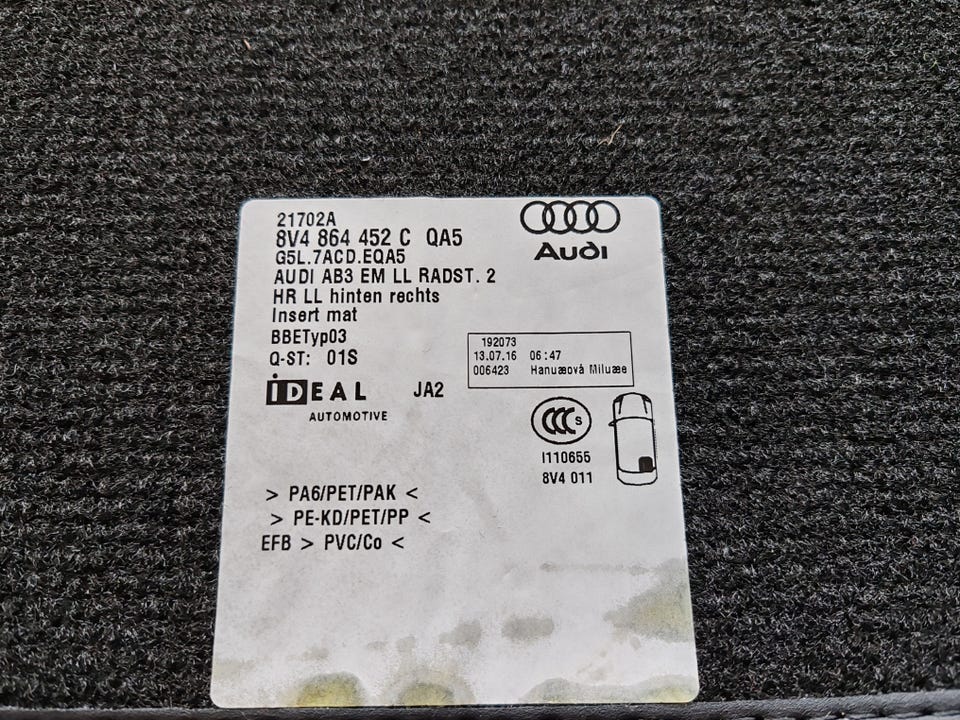 21702A
8V4 864 452 C QA5
Audi
G5L.7ACD.EQA5
AUDI AB3 EM LL RADST. 2
HR LL hinten rechts
Insert mat
BBETyp03
Q-ST: 01S
192073
13.07.16 06:47
006423 Hanuæová Miluæe
iDEAL JA2
AUTOMOTIVE
CCC S
I110655
8V4 011
> PA6/PET/PAK <
> PE-KD/PET/PP <
EFB > PVC/Co <